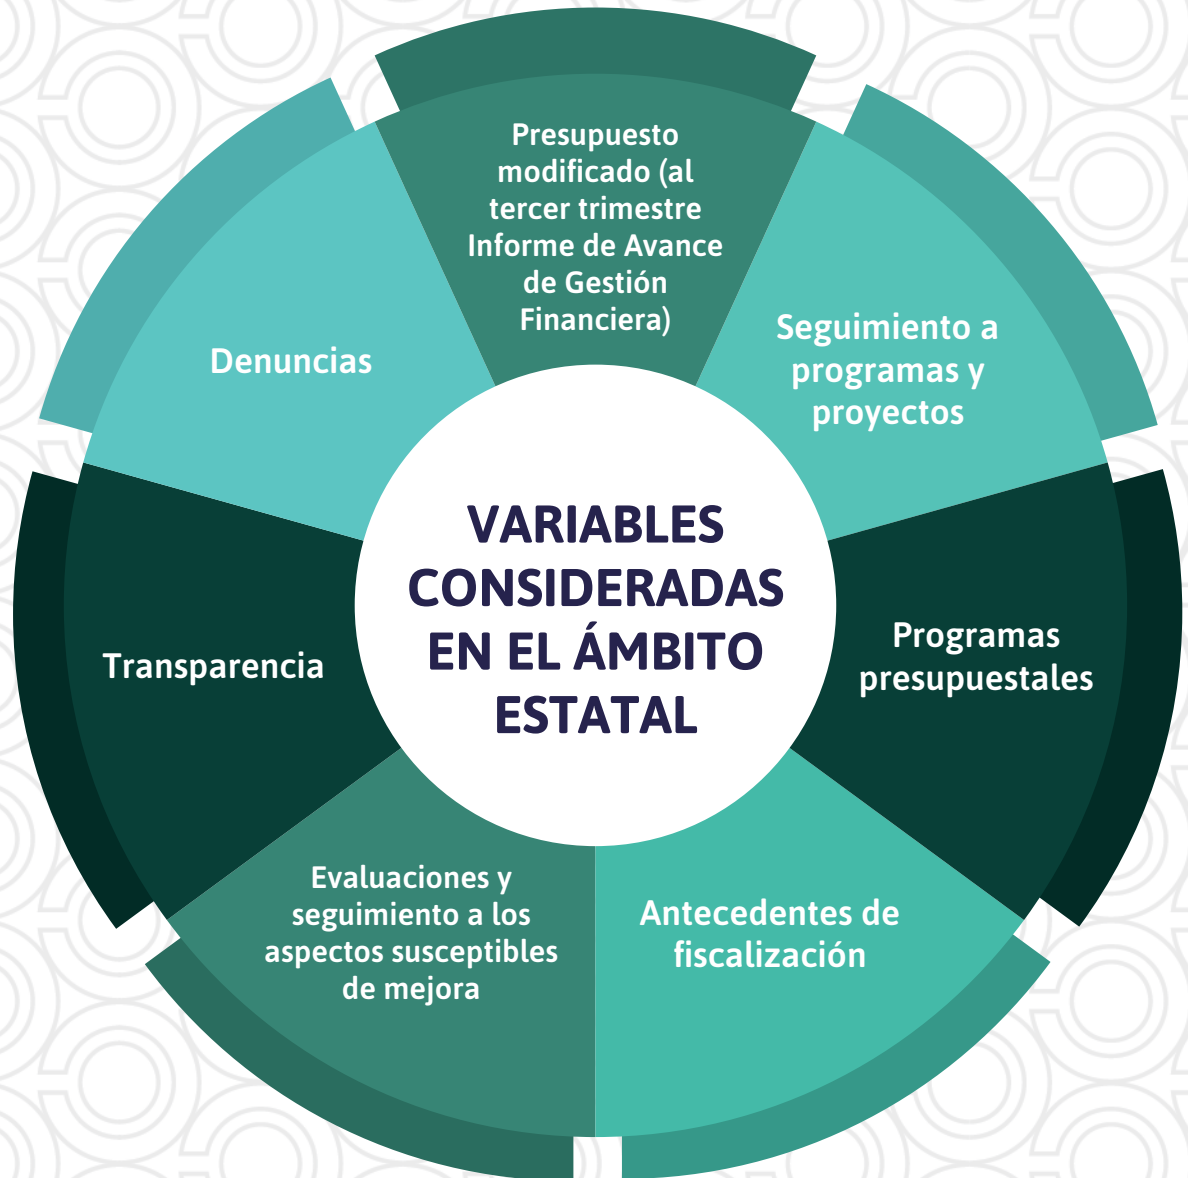 Presupuesto
modificado (al
tercer trimestre
Informe de Avance
de Gestión
Financiera)
Seguimiento a
programas y
proyectos
Programas
presupuestales
Antecedentes de
fiscalización
Evaluaciones y
seguimiento a los
aspectos susceptibles
de mejora
Transparencia
Denuncias
VARIABLES
CONSIDERADAS
EN EL ÁMBITO
ESTATAL